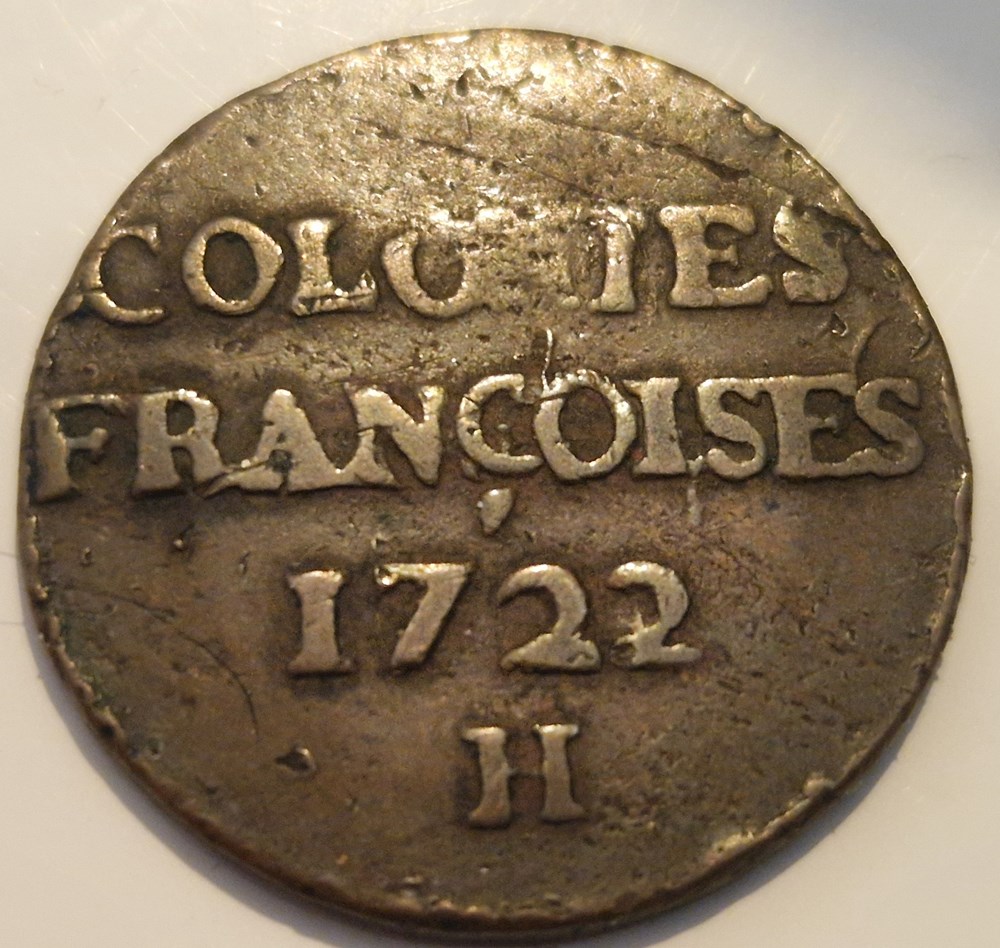 COLONIES
FRANÇOISES
1722
H